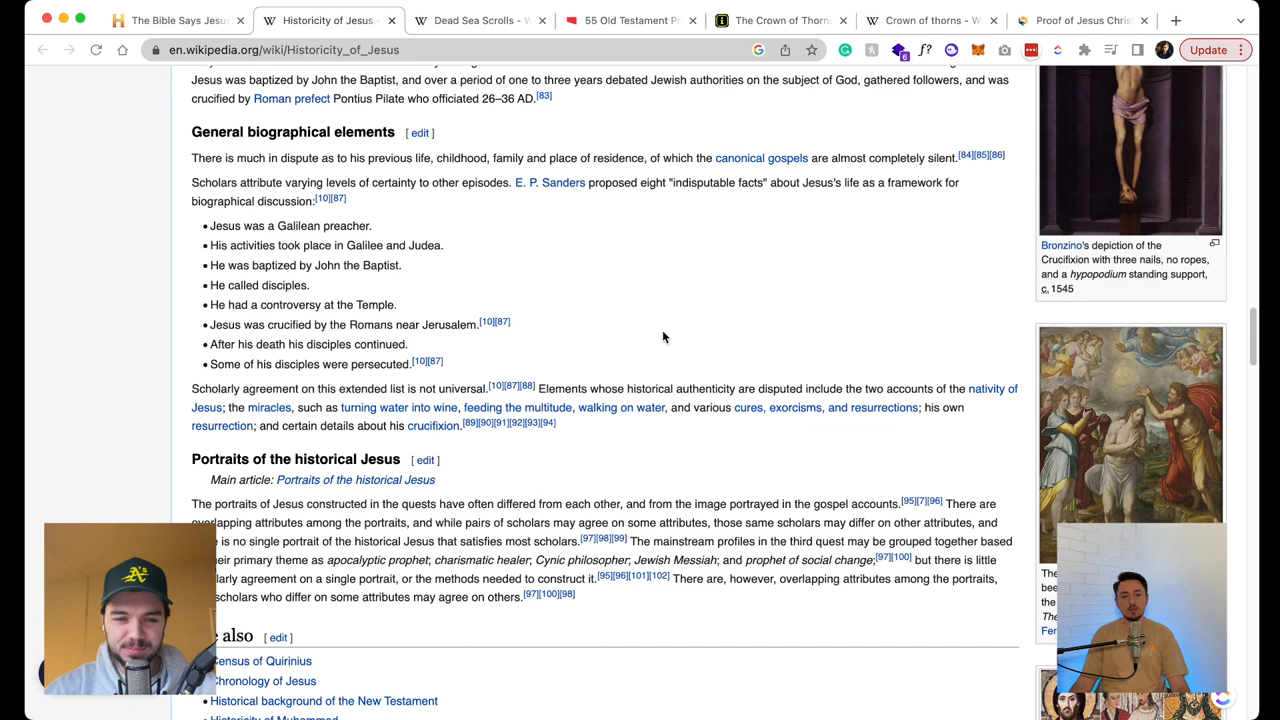 The Bible Says Jesus
Historicity of Jesus -
Dead Sea Scrolls - W
55 Old Testament Pr
The Crown of Thorn
Crown of thorns - W
Proof of Jesus Chris
en.wikipedia.org/wiki/Historicity_of_Jesus
6
f?
Update
Jesus was baptized by John the Baptist, and over a period of one to three years debated Jewish authorities on the subject of God, gathered followers, and was
crucified by Roman prefect Pontius Pilate who officiated 26–36 AD.[83]
General biographical elements [ edit ]
There is much in dispute as to his previous life, childhood, family and place of residence, of which the canonical gospels are almost completely silent.[84][85][86]
Scholars attribute varying levels of certainty to other episodes. E. P. Sanders proposed eight "indisputable facts" about Jesus's life as a framework for
biographical discussion:[10][87]
• Jesus was a Galilean preacher.
• His activities took place in Galilee and Judea.
• He was baptized by John the Baptist.
• He called disciples.
• He had a controversy at the Temple.
• Jesus was crucified by the Romans near Jerusalem.[10][87]
• After his death his disciples continued.
• Some of his disciples were persecuted.[10][87]
Scholarly agreement on this extended list is not universal.[10][87][88] Elements whose historical authenticity are disputed include the two accounts of the nativity of
Jesus; the miracles, such as turning water into wine, feeding the multitude, walking on water, and various cures, exorcisms, and resurrections; his own
resurrection; and certain details about his crucifixion.[89][90][91][92][93][94]
Portraits of the historical Jesus [ edit ]
Main article: Portraits of the historical Jesus
The portraits of Jesus constructed in the quests have often differed from each other, and from the image portrayed in the gospel accounts.[95][7][96] There are
overlapping attributes among the portraits, and while pairs of scholars may agree on some attributes, those same scholars may differ on other attributes, and
is no single portrait of the historical Jesus that satisfies most scholars.[97][98][99] The mainstream profiles in the third quest may be grouped together based
their primary theme as apocalyptic prophet; charismatic healer; Cynic philosopher; Jewish Messiah; and prophet of social change;[97][100] but there is little
agreement on a single portrait, or the methods needed to construct it.[95][96][101][102] There are, however, overlapping attributes among the portraits,
scholars who differ on some attributes may agree on others.[97][100][98]
also [ edit ]
Census of Quirinius
Chronology of Jesus
• Historical background of the New Testament
• Historicity of Muhammad
Bronzino's depiction of the
Crucifixion with three nails, no ropes,
and a hypopodium standing support,
c. 1545
The
been
the
The